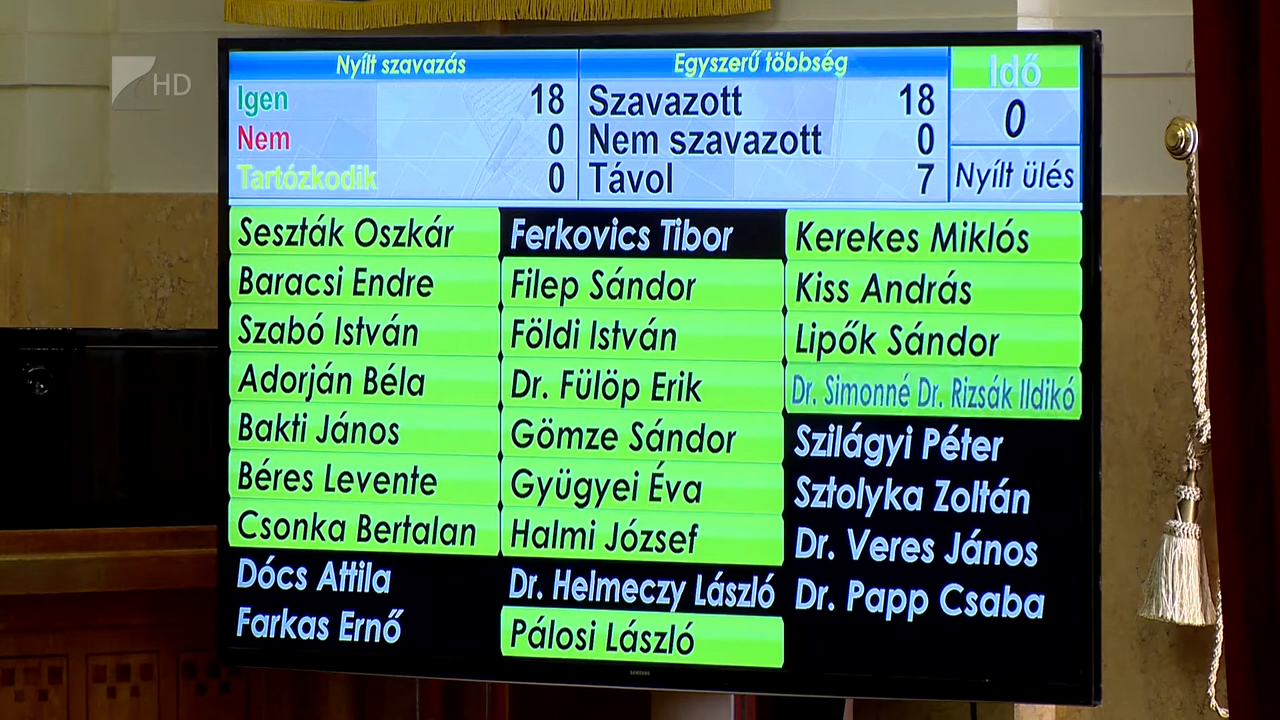 HD
Nyílt szavazás
Igen 18
Nem 0
Tartózkodik 0
Egyszerű többség
Szavazott 18
Nem szavazott 0
Távol 7
Idő
0
Nyílt ülés
Seszták Oszkár
Baracsi Endre
Szabó István
Adorján Béla
Bakti János
Béres Levente
Csonka Bertalan
Dócs Attila
Farkas Ernő
Ferkovics Tibor
Filep Sándor
Földi István
Dr. Fülöp Erik
Gömze Sándor
Gyügyei Éva
Halmi József
Dr. Helmeczy László
Pálosi László
Kerekes Miklós
Kiss András
Lipők Sándor
Dr. Simonné Dr. Rizsák Ildikó
Szilágyi Péter
Sztolyka Zoltán
Dr. Veres János
Dr. Papp Csaba
SAMSUNG